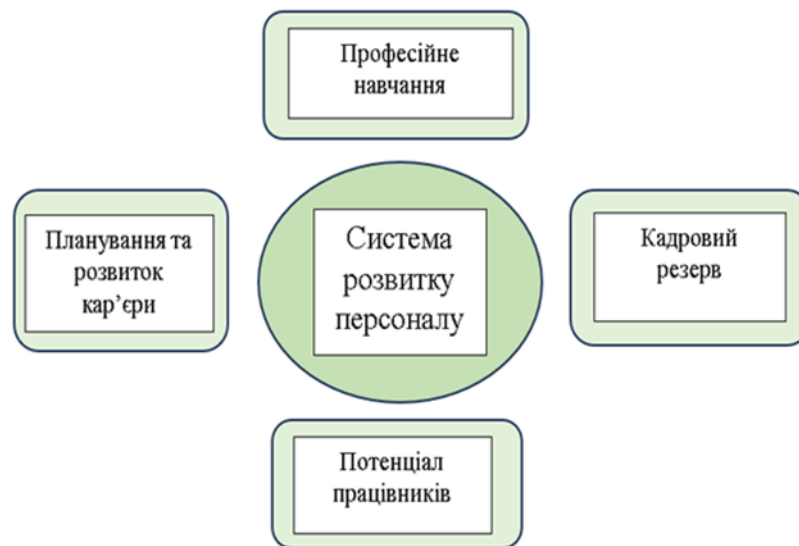 Професійне
навчання
Планування та
розвиток
кар’єри
Система
розвитку
персоналу
Кадровий
резерв
Потенціал
працівників